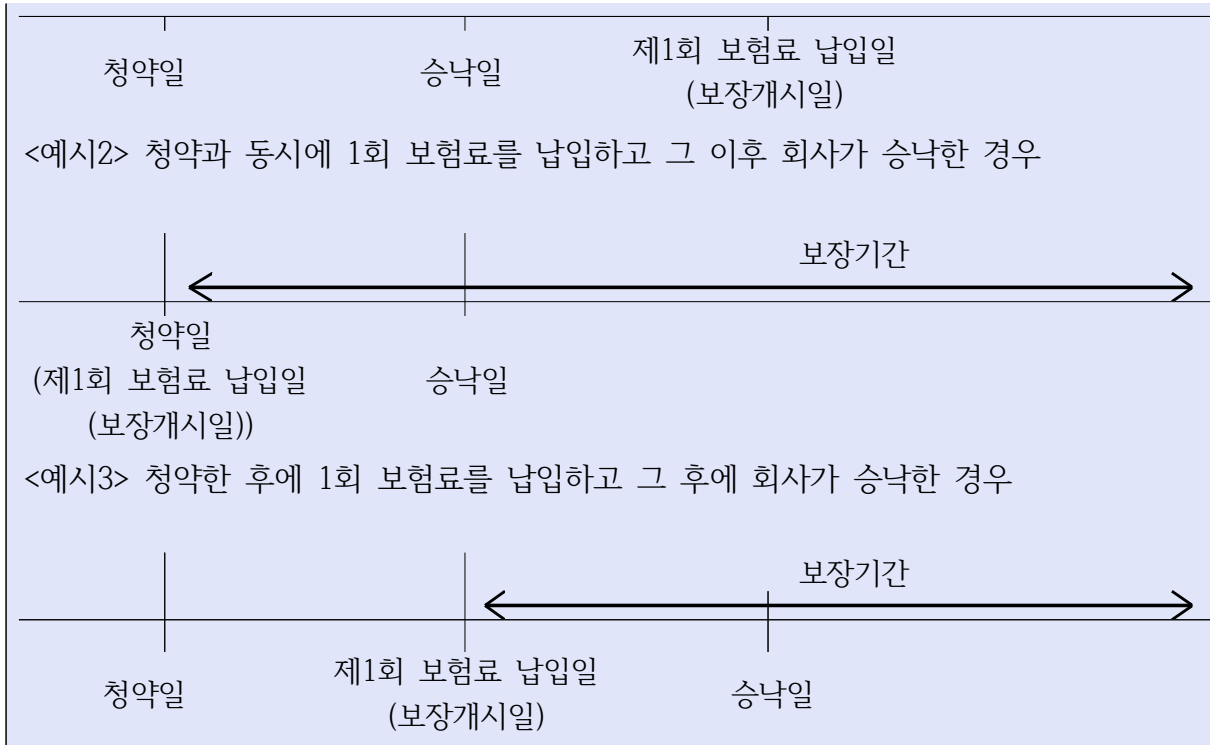 청약일 승낙일 제1회 보험료 납입일
(보장개시일)
<예시2> 청약과 동시에 1회 보험료를 납입하고 그 이후 회사가 승낙한 경우
보장기간
청약일
(제1회 보험료 납입일 승낙일
(보장개시일))
<예시3> 청약한 후에 1회 보험료를 납입하고 그 후에 회사가 승낙한 경우
보장기간
청약일 제1회 보험료 납입일 승낙일
(보장개시일)